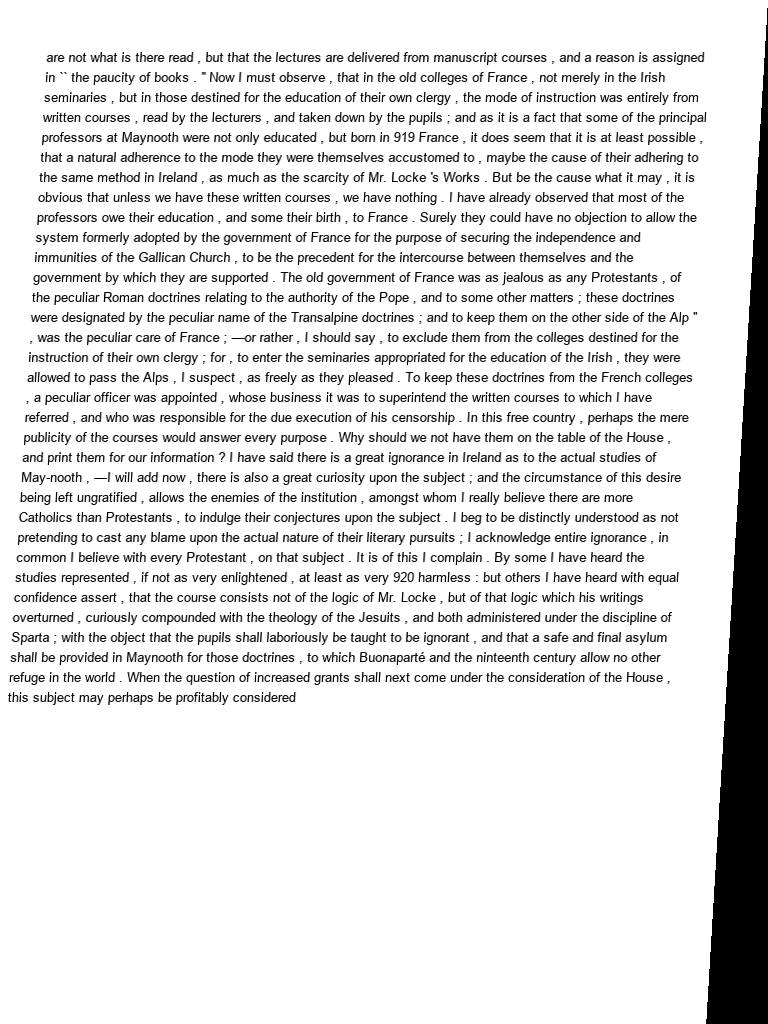 are not what is there read , but that the lectures are delivered from manuscript courses , and a reason is assigned
in `` the paucity of books . " Now I must observe , that in the old colleges of France , not merely in the Irish
seminaries , but in those destined for the education of their own clergy , the mode of instruction was entirely from
written courses , read by the lecturers , and taken down by the pupils ; and as it is a fact that some of the principal
professors at Maynooth were not only educated , but born in 919 France , it does seem that it is at least possible ,
that a natural adherence to the mode they were themselves accustomed to , maybe the cause of their adhering to
the same method in Ireland , as much as the scarcity of Mr. Locke 's Works . But be the cause what it may , it is
obvious that unless we have these written courses , we have nothing . I have already observed that most of the
professors owe their education , and some their birth , to France . Surely they could have no objection to allow the
system formerly adopted by the government of France for the purpose of securing the independence and
immunities of the Gallican Church , to be the precedent for the intercourse between themselves and the
government by which they are supported . The old government of France was as jealous as any Protestants , of
the peculiar Roman doctrines relating to the authority of the Pope , and to some other matters ; these doctrines
were designated by the peculiar name of the Transalpine doctrines ; and to keep them on the other side of the Alp "
, was the peculiar care of France ; —or rather , I should say , to exclude them from the colleges destined for the
instruction of their own clergy ; for , to enter the seminaries appropriated for the education of the Irish , they were
allowed to pass the Alps , I suspect , as freely as they pleased . To keep these doctrines from the French colleges
, a peculiar officer was appointed , whose business it was to superintend the written courses to which I have
referred , and who was responsible for the due execution of his censorship . In this free country , perhaps the mere
publicity of the courses would answer every purpose . Why should we not have them on the table of the House ,
and print them for our information ? I have said there is a great ignorance in Ireland as to the actual studies of
May-nooth , —I will add now , there is also a great curiosity upon the subject ; and the circumstance of this desire
being left ungratified , allows the enemies of the institution , amongst whom I really believe there are more
Catholics than Protestants , to indulge their conjectures upon the subject . I beg to be distinctly understood as not
pretending to cast any blame upon the actual nature of their literary pursuits ; I acknowledge entire ignorance , in
common I believe with every Protestant , on that subject . It is of this I complain . By some I have heard the
studies represented , if not as very enlightened , at least as very 920 harmless : but others I have heard with equal
confidence assert , that the course consists not of the logic of Mr. Locke , but of that logic which his writings
overturned , curiously compounded with the theology of the Jesuits , and both administered under the discipline of
Sparta ; with the object that the pupils shall laboriously be taught to be ignorant , and that a safe and final asylum
shall be provided in Maynooth for those doctrines , to which Buonaparté and the ninteenth century allow no other
refuge in the world . When the question of increased grants shall next come under the consideration of the House ,
this subject may perhaps be profitably considered